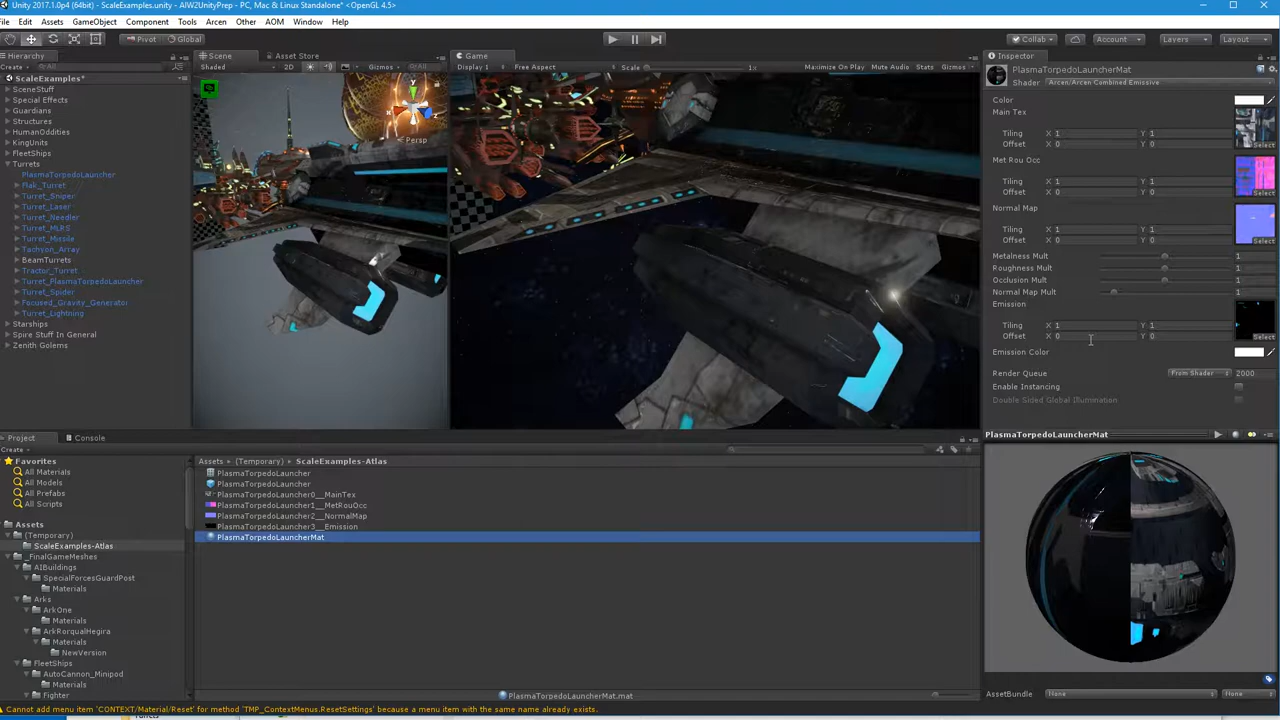 Unity 2017.1.0p4 (64bit) - ScaleExamples.unity - AIW2UnityPrep - PC, Mac & Linux Standalone* <OpenGL 4.5>
File Edit Assets GameObject Component Tools Arcen Other AOM Window Help
Pivot Global Collab Account Layers Layout
Hierarchy Scene Asset Store Game Inspector
Create All Shaded 2D Gizmos All Display 1 Free Aspect Scale 1x Maximize On Play Mute Audio Stats Gizmos
PlasmaTorpedoLauncherMat
Shader Arcen/Arcen Combined Emissive
ScaleExamples*
SceneStuff
Special Effects
Guardians
Structures
HumanOddities
KingUnits
FleetShips
Turrets
PlasmaTorpedoLauncher
Flak_Turret
Turret_Sniper
Turret_Laser
Turret_Needler
Turret_MLRS
Turret_Missile
Tachyon_Array
BeamTurrets
Tractor_Turret
Turret_PlasmaTorpedoLauncher
Turret_Spider
Focused_Gravity_Generator
Turret_Lightning
Starships
Spire Stuff In General
Zenith Golems
y
x
z
Persp
Color
Main Tex
Tiling X 1 Y 1
Offset X 0 Y 0
Select
Met Rou Occ
Tiling X 1 Y 1
Offset X 0 Y 0
Select
Normal Map
Tiling X 1 Y 1
Offset X 0 Y 0
Select
Metalness Mult 1
Roughness Mult 1
Occlusion Mult 1
Normal Map Mult 1
Emission
Tiling X 1 Y 1
Offset X 0 Y 0
Select
Emission Color
Render Queue From Shader 2000
Enable Instancing
Double Sided Global Illumination
PlasmaTorpedoLauncherMat
AssetBundle None None
Project Console
Create
Favorites
All Materials
All Models
All Prefabs
All Scripts
Assets
(Temporary)
ScaleExamples-Atlas
_FinalGameMeshes
AIBuildings
SpecialForcesGuardPost
Materials
Arks
ArkOne
Materials
ArkRorqualHegira
Materials
NewVersion
FleetShips
AutoCannon_Minipod
Materials
Fighter
Assets (Temporary) ScaleExamples-Atlas
PlasmaTorpedoLauncher
PlasmaTorpedoLauncher
PlasmaTorpedoLauncher0__MainTex
PlasmaTorpedoLauncher1__MetRouOcc
PlasmaTorpedoLauncher2__NormalMap
PlasmaTorpedoLauncher3__Emission
PlasmaTorpedoLauncherMat
PlasmaTorpedoLauncherMat.mat
Cannot add menu item 'CONTEXT/Material/Reset' for method 'TMP_ContextMenus.ResetSettings' because a menu item with the same name already exists.